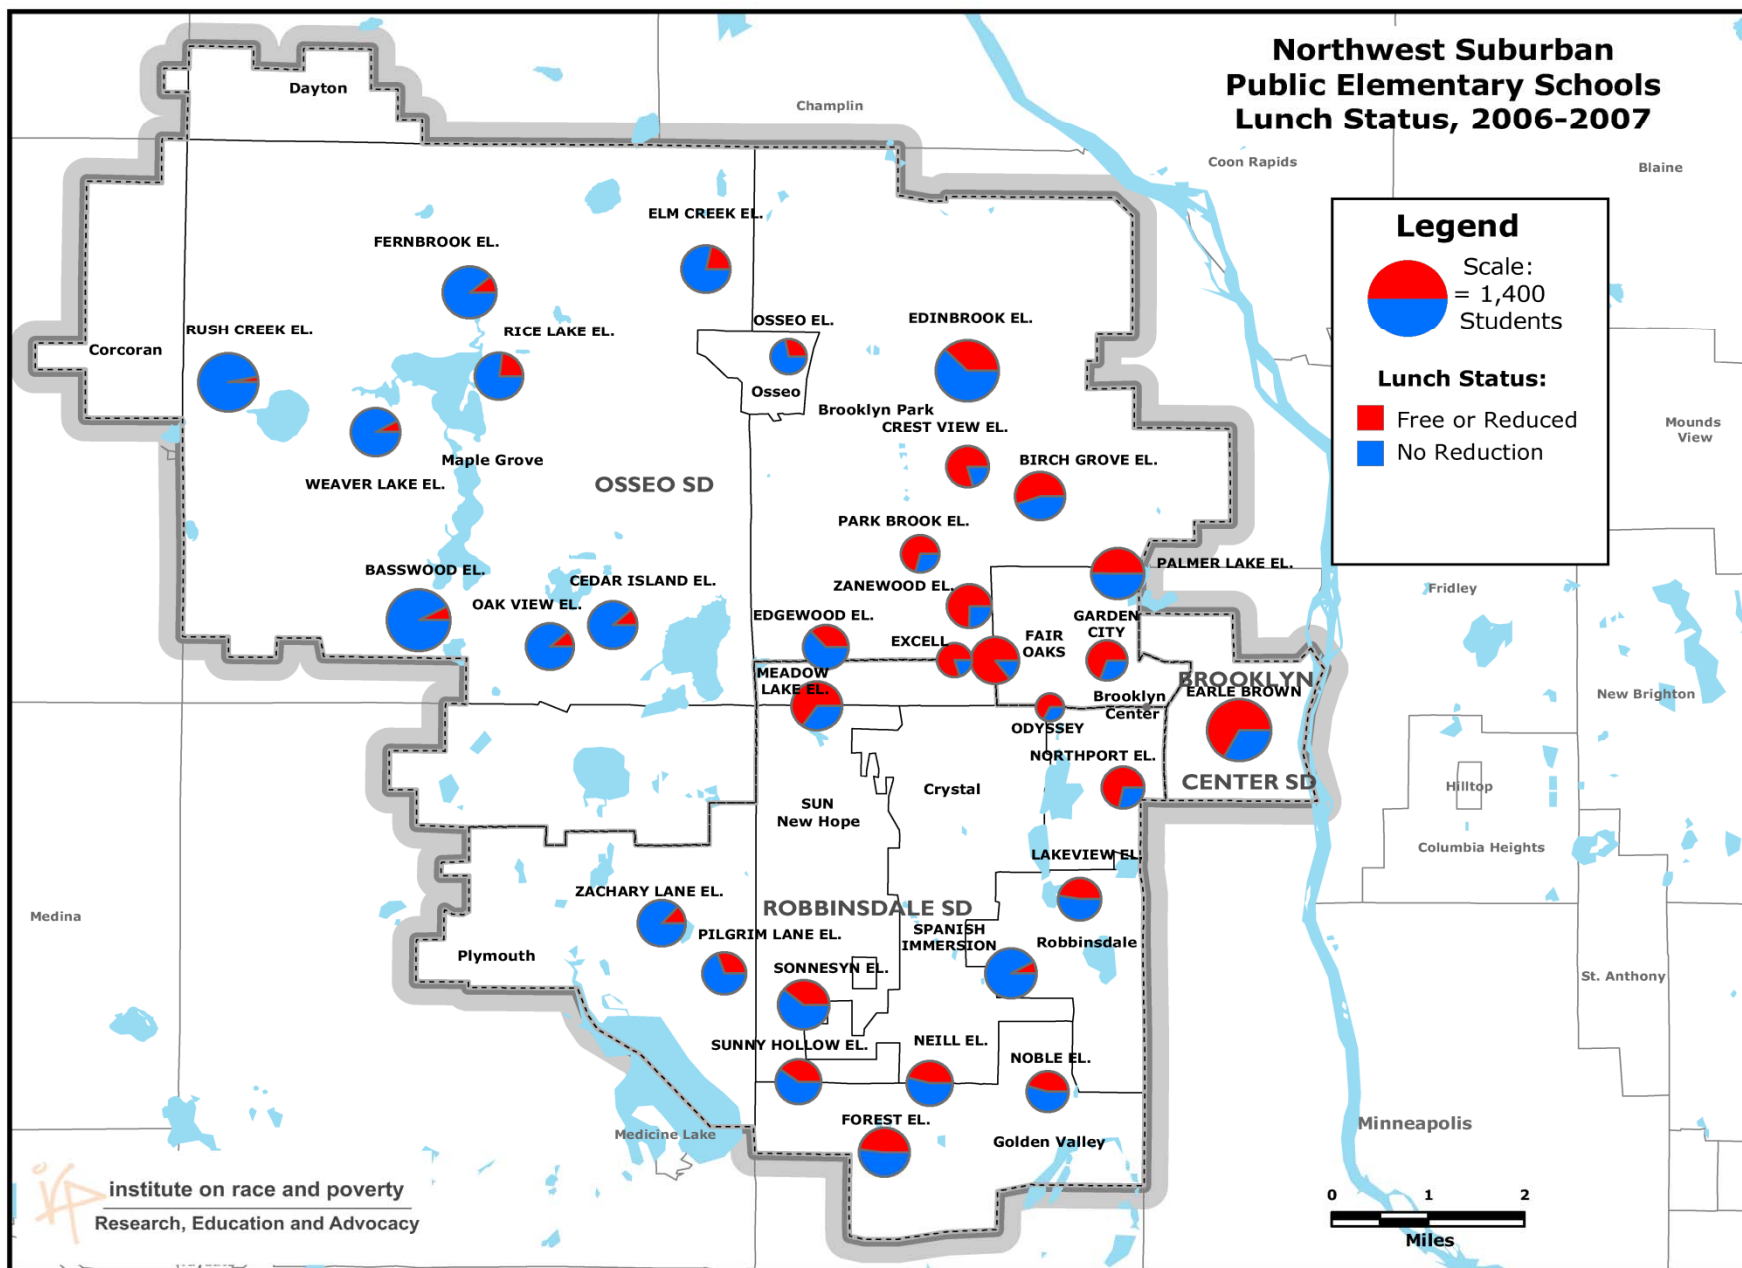 Northwest Suburban
Public Elementary Schools
Lunch Status, 2006-2007
Dayton
Champlin
Coon Rapids
Blaine
ELM CREEK EL.
FERNBROOK EL.
Legend
Scale:
= 1,400
Students
Lunch Status:
Free or Reduced
No Reduction
RUSH CREEK EL.
RICE LAKE EL.
OSSEO EL.
EDINBROOK EL.
Corcoran
Osseo
Brooklyn Park
CREST VIEW EL.
Mounds
View
Maple Grove
BIRCH GROVE EL.
WEAVER LAKE EL.
OSSEO SD
PARK BROOK EL.
BASSWOOD EL.
CEDAR ISLAND EL.
PALMER LAKE EL.
ZANEWOOD EL.
Fridley
OAK VIEW EL.
EDGEWOOD EL.
GARDEN
CITY
EXCELL
FAIR
OAKS
MEADOW
LAKE EL.
BROOKLYN
EARLE BROWN
New Brighton
Brooklyn
Center
ODYSSEY
NORTHPORT EL.
CENTER SD
Hilltop
Crystal
SUN
New Hope
Columbia Heights
LAKEVIEW EL.
ZACHARY LANE EL.
ROBBINSDALE SD
Medina
PILGRIM LANE EL.
SPANISH
IMMERSION
Robbinsdale
Plymouth
SONNESYN EL.
St. Anthony
SUNNY HOLLOW EL.
NEILL EL.
NOBLE EL.
FOREST EL.
Minneapolis
Medicine Lake
Golden Valley
irp
institute on race and poverty
Research, Education and Advocacy
0 1 2
Miles